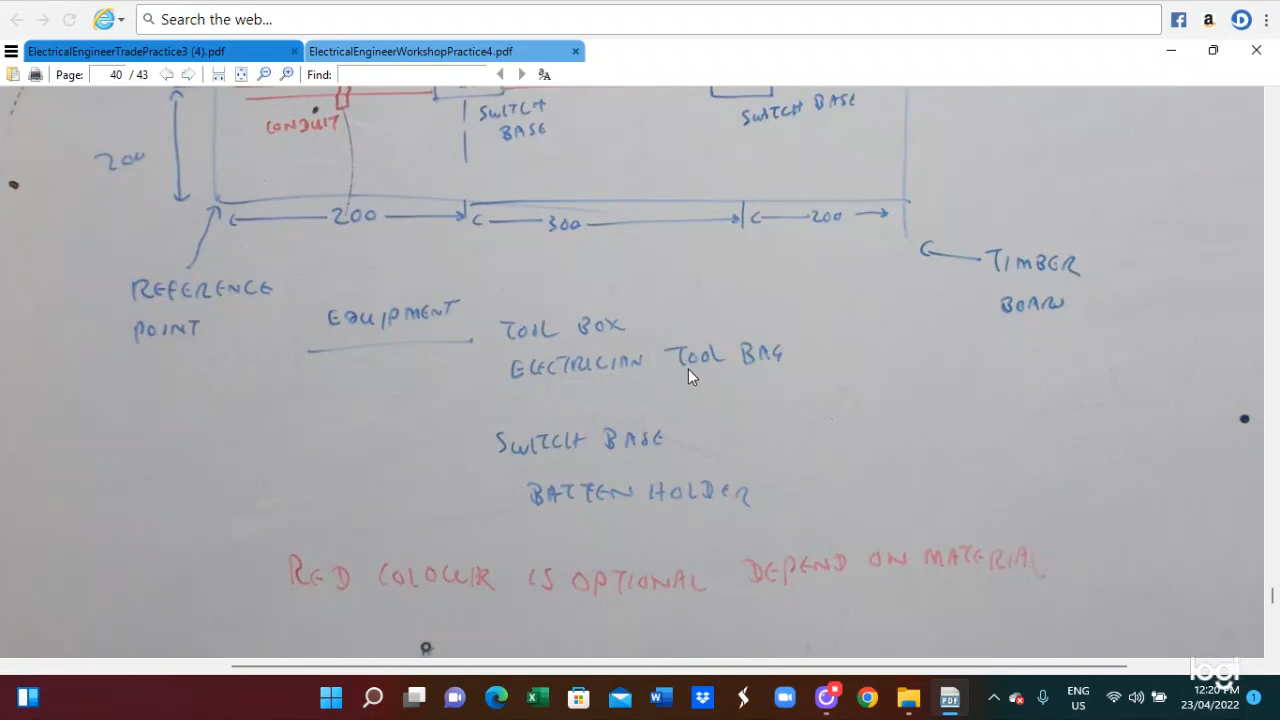 Search the web...
ElectricalEngineerTradePractice3 (4).pdf
ElectricalEngineerWorkshopPractice4.pdf
Page: 40 / 43 Find:
CONDUIT
SWITCH
BASE
SWITCH BASE
200
200
300
200
REFERENCE
POINT
TIMBER
BOARD
EQUIPMENT
TOOL BOX
ELECTRICIAN TOOL BAG
SWITCH BASE
BATTEN HOLDER
RED COLOUR IS OPTIONAL DEPEND ON MATERIAL
logi
ENG
US
12:20 PM
23/04/2022
1